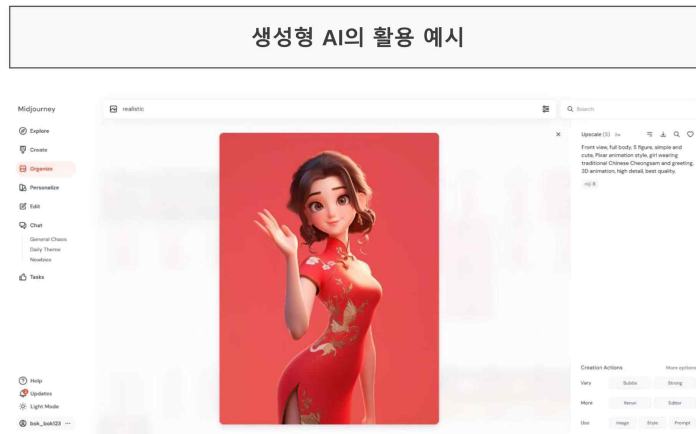 생성형 AI의 활용 예시
Midjourney
realistic
Search
Explore
Create
Organize
Personalize
Edit
Chat
General Chaos
Daily Theme
Newbies
Tasks
Help
Updates
Light Mode
bok_bok123 ...
Upscale (S)
Front view, full body, S figure, simple and
cute, Pixar animation style, girl wearing
traditional Chinese Cheongsam and greeting,
3D animation, high detail, best quality.
Creation Actions
More options
Vary Subtle Strong
More Rerun Editor
Use Image Style Prompt